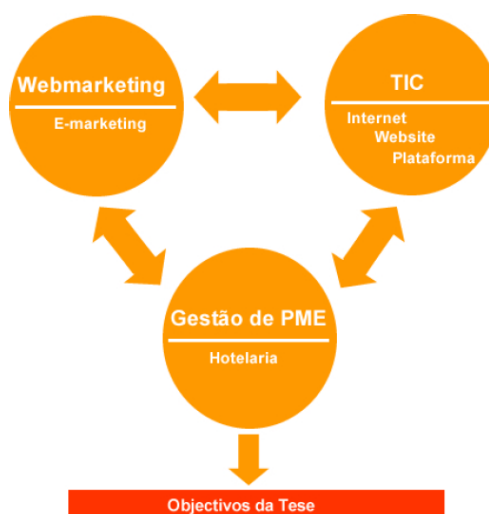 Webmarketing
E-marketing
TIC
Internet
Website
Plataforma
Gestão de PME
Hotelaria
Objectivos da Tese